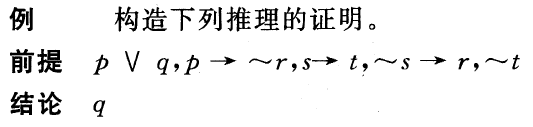 例 构造下列推理的证明。
前提 p ∨ q,p → ~r,s→ t,~s → r,~t
结论 q